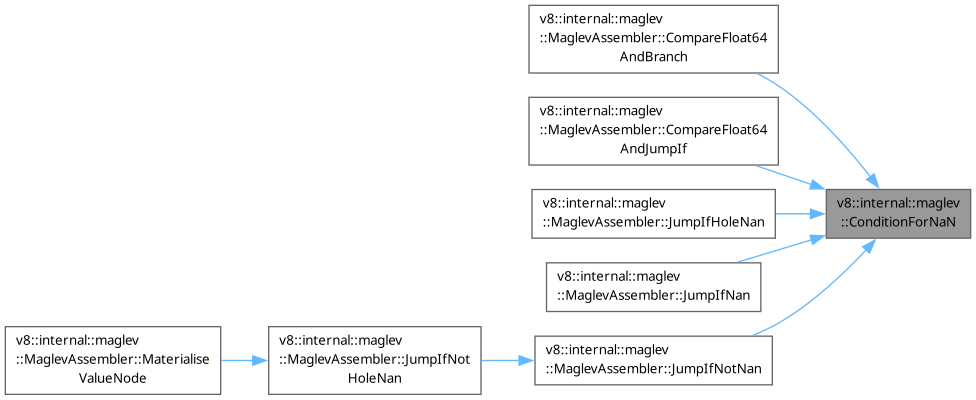 v8::internal::maglev
::MaglevAssembler::CompareFloat64
AndBranch
v8::internal::maglev
::MaglevAssembler::CompareFloat64
AndJumpIf
v8::internal::maglev
::MaglevAssembler::JumpIfHoleNan
v8::internal::maglev
::ConditionForNaN
v8::internal::maglev
::MaglevAssembler::JumpIfNan
v8::internal::maglev
::MaglevAssembler::Materialise
ValueNode
v8::internal::maglev
::MaglevAssembler::JumpIfNot
HoleNan
v8::internal::maglev
::MaglevAssembler::JumpIfNotNan